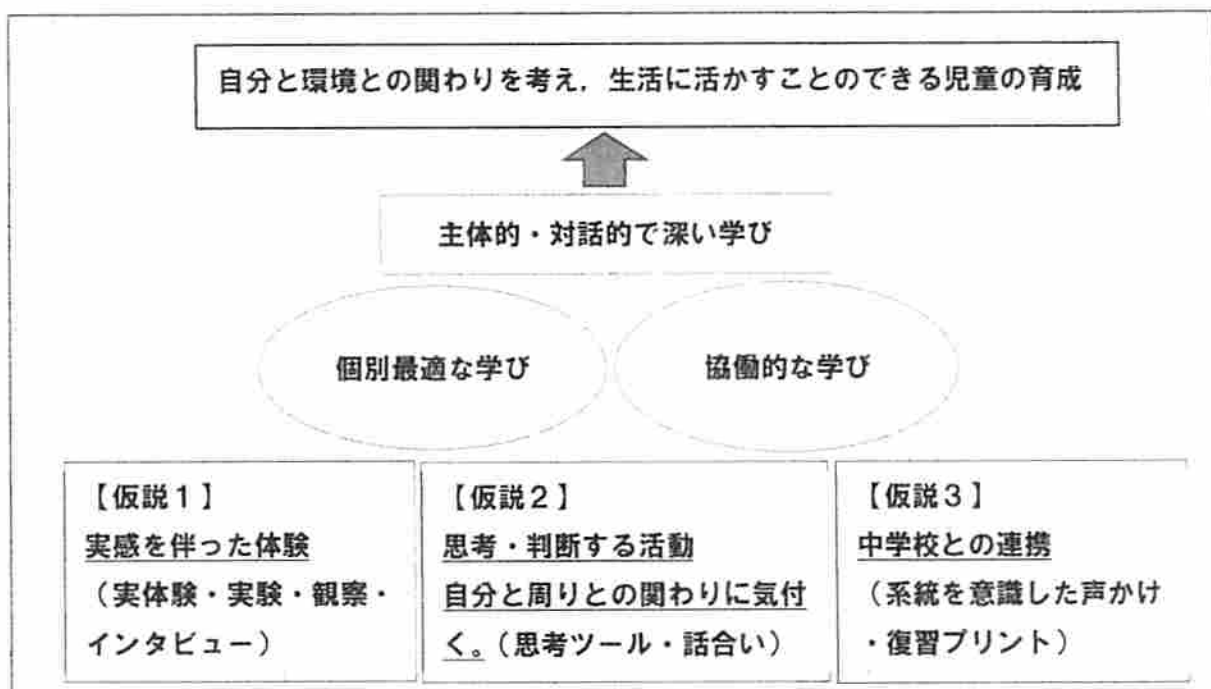 自分と環境との関わりを考え，生活に活かすことのできる児童の育成
主体的・対話的で深い学び
個別最適な学び
協働的な学び
【仮説１】
実感を伴った体験
（実体験・実験・観察・
インタビュー）
【仮説２】
思考・判断する活動
自分と周りとの関わりに気付
く。（思考ツール・話合い）
【仮説３】
中学校との連携
（系統を意識した声かけ
・復習プリント）